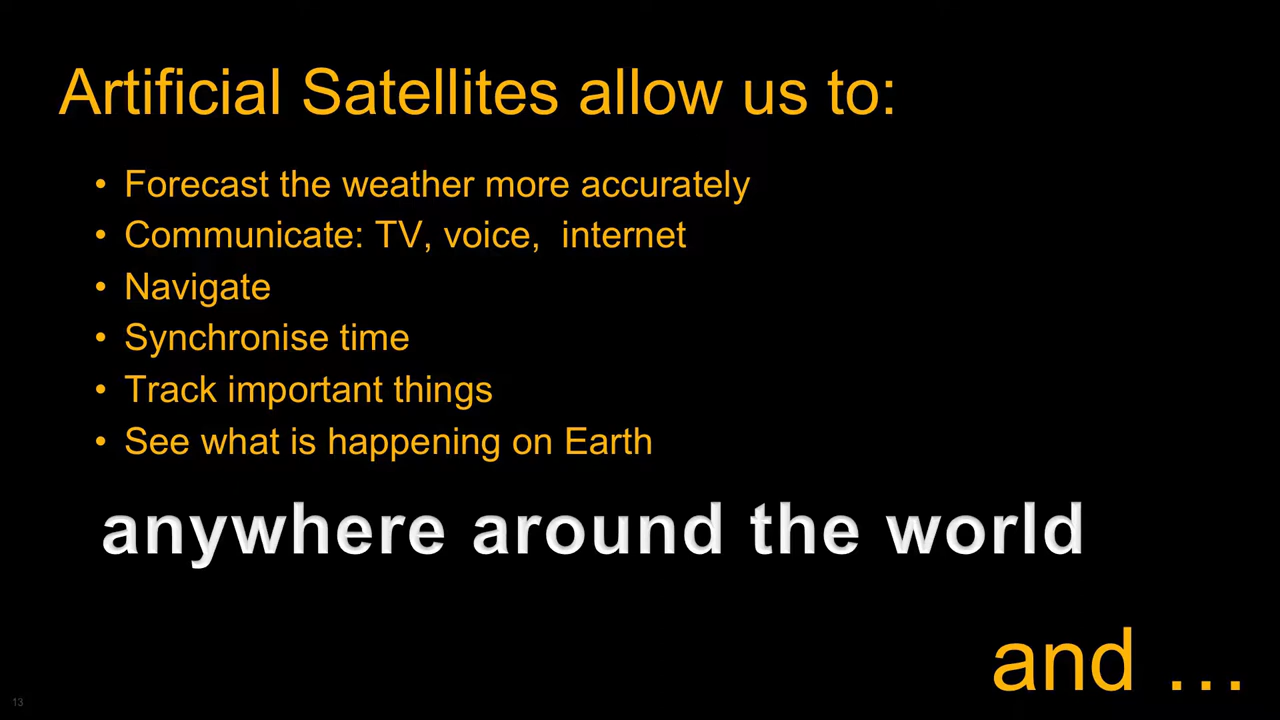 Artificial Satellites allow us to:
• Forecast the weather more accurately
• Communicate: TV, voice,  internet
• Navigate
• Synchronise time
• Track important things
• See what is happening on Earth
anywhere around the world
and …
13